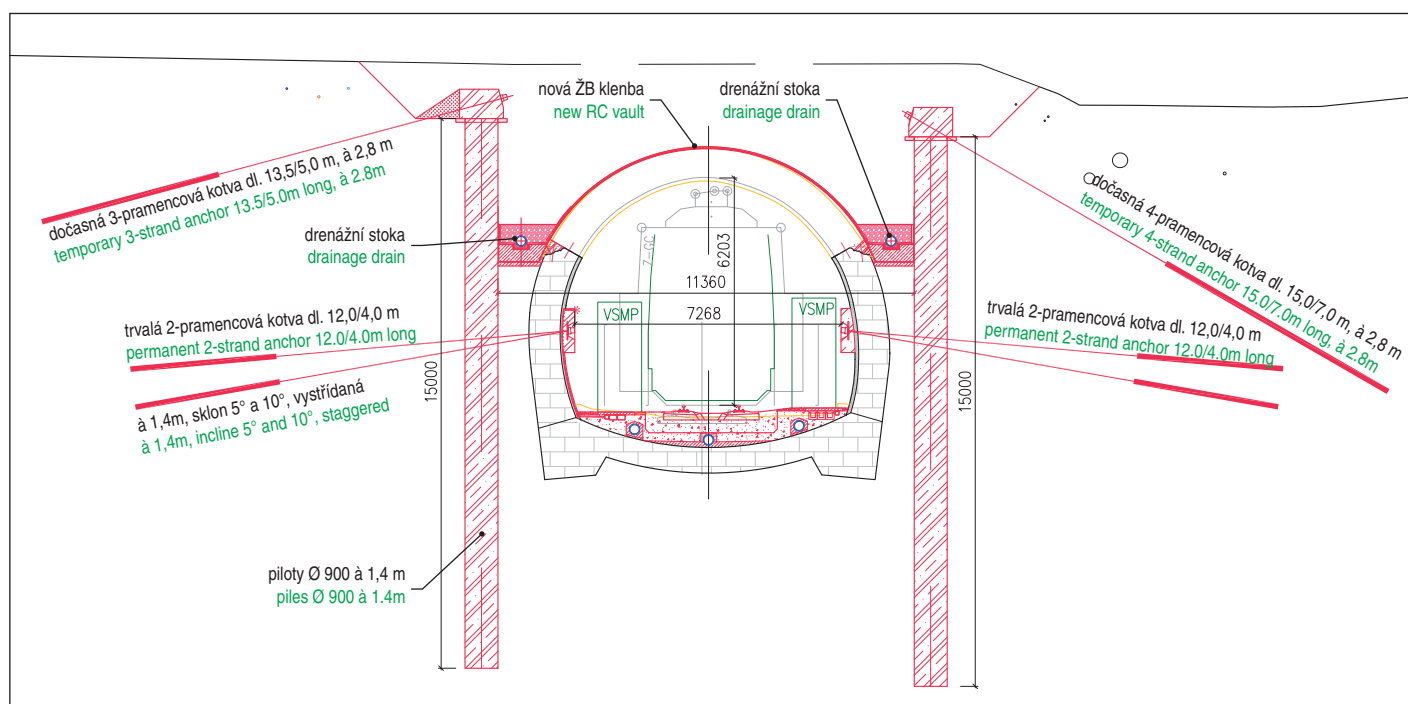 nová ŽB klenba
new RC vault
drenážní stoka
drainage drain
dočasná 3-pramencová kotva dl. 13,5/5,0 m, à 2,8 m
temporary 3-strand anchor 13.5/5.0m long, à 2.8m
drenážní stoka
drainage drain
dočasná 4-pramencová kotva dl. 15,0/7,0 m, à 2,8 m
temporary 4-strand anchor 15.0/7.0m long, à 2.8m
Z-GC
6203
11360
7268
VSMP
VSMP
trvalá 2-pramencová kotva dl. 12,0/4,0 m
permanent 2-strand anchor 12.0/4.0m long
trvalá 2-pramencová kotva dl. 12,0/4,0 m
permanent 2-strand anchor 12.0/4.0m long
à 1,4m, sklon 5° a 10°, vystřídaná
à 1,4m, incline 5° and 10°, staggered
15000
15000
piloty Ø 900 à 1,4 m
piles Ø 900 à 1.4m